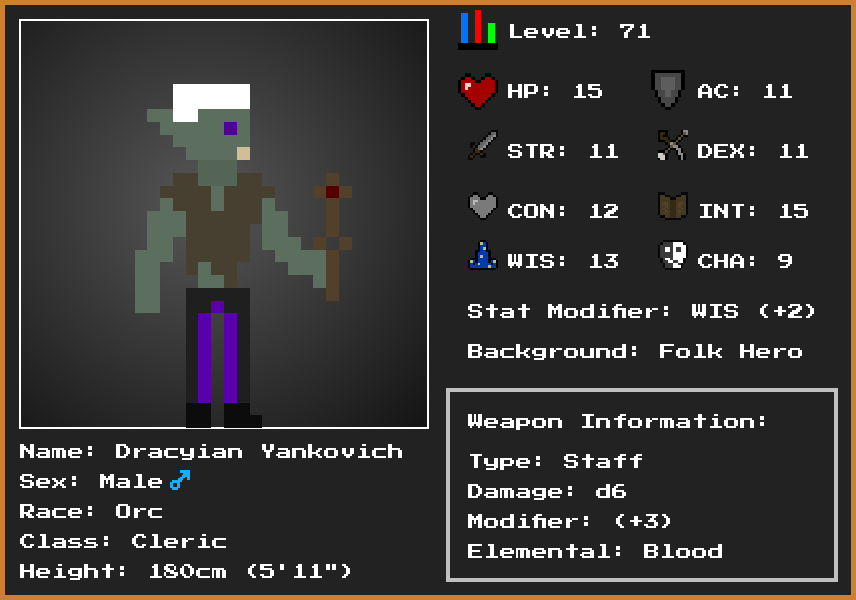 Level: 71
HP: 15 AC: 11
STR: 11 DEX: 11
CON: 12 INT: 15
WIS: 13 CHA: 9
Stat Modifier: WIS (+2)
Background: Folk Hero
Weapon Information:
Type: Staff
Damage: d6
Modifier: (+3)
Elemental: Blood
Name: Dracyian Yankovich
Sex: Male ♂
Race: Orc
Class: Cleric
Height: 180cm (5'11")